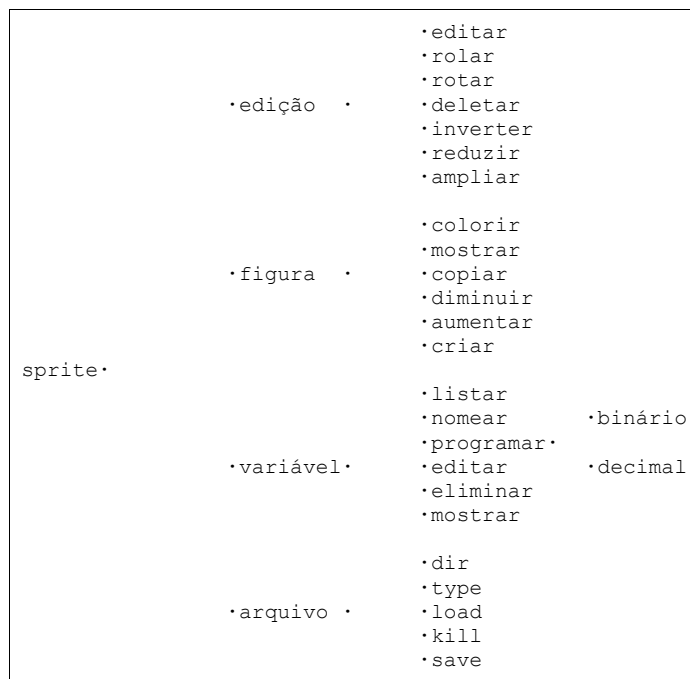 ·editar
·rolar
·rotar
·edição · ·deletar
·inverter
·reduzir
·ampliar
·colorir
·mostrar
·figura · ·copiar
·diminuir
·aumentar
·criar
sprite·
·listar
·nomear ·binário
·programar·
·variável· ·editar ·decimal
·eliminar
·mostrar
·dir
·type
·arquivo · ·load
·kill
·save